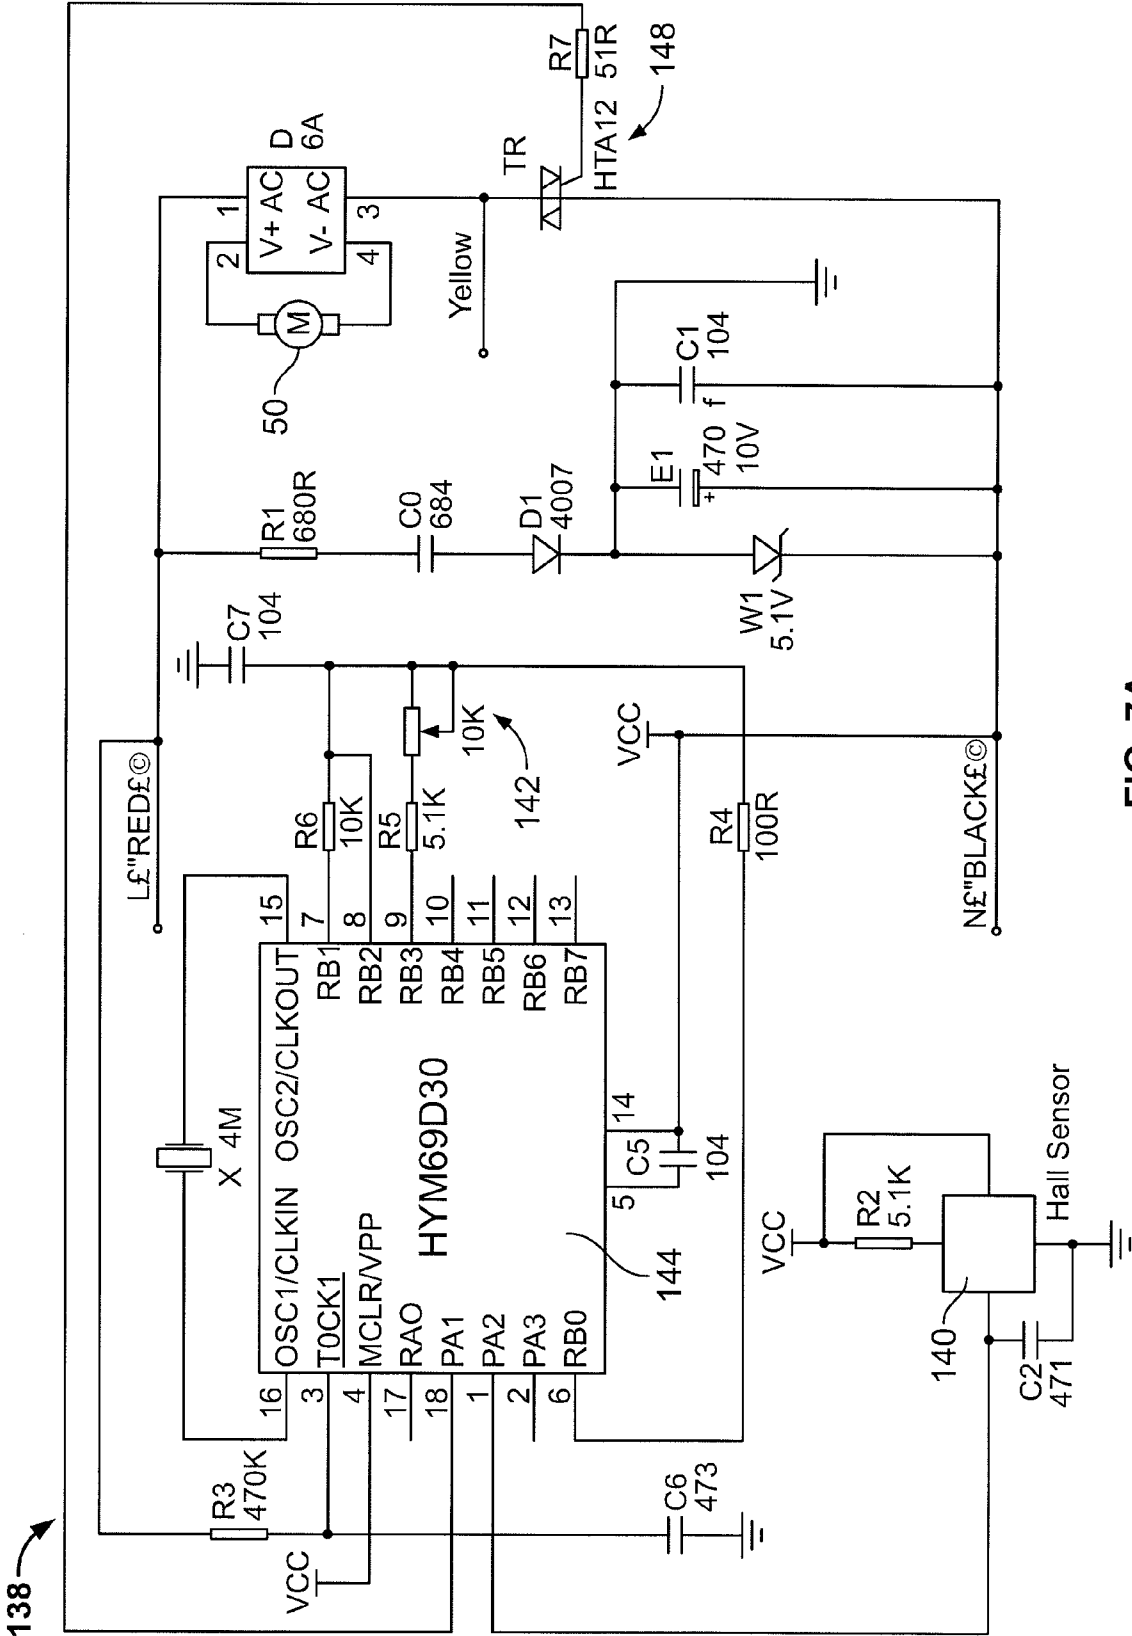 138
R3
470K
VCC
C6
473
X 4M
16
3
4
17
18
1
2
6
OSC1/CLKIN OSC2/CLKOUT
T0CK1
MCLR/VPP
RAO
PA1
PA2
PA3
RB0
HYM69D30
144
RB1
RB2
RB3
RB4
RB5
RB6
RB7
15
7
8
9
10
11
12
13
5
14
C5
104
R6
10K
R5
5.1K
10K
142
C7
104
R4
100R
VCC
L£"RED£©
N£"BLACK£©
VCC
R2
5.1K
140
C2
471
Hall Sensor
R1
680R
C0
684
D1
4007
W1
5.1V
E1
470 f
10V
+
C1
104
50
M
2
1
V+ AC
V- AC
4
3
D
6A
Yellow
TR
HTA12
R7
51R
148
FIG. 7A